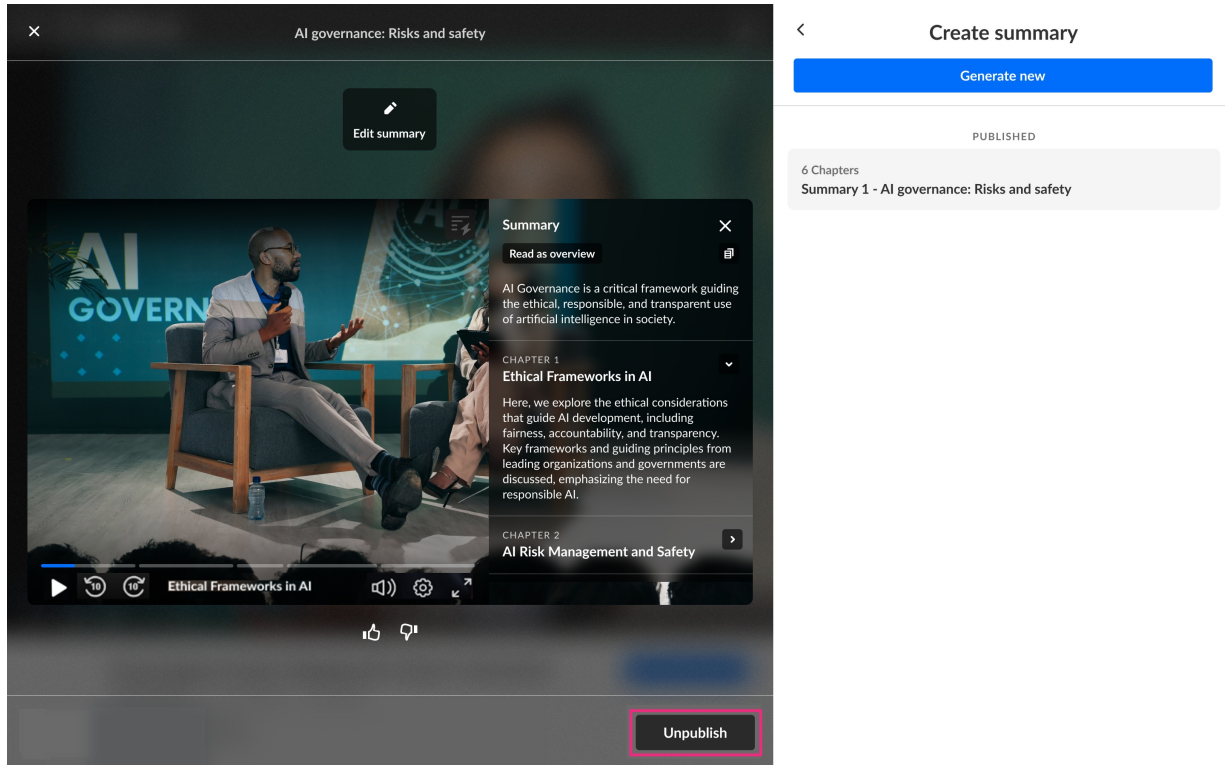 AI governance: Risks and safety
Edit summary
AI
GOVERN
AI
Summary
Read as overview
AI Governance is a critical framework guiding
the ethical, responsible, and transparent use
of artificial intelligence in society.
CHAPTER 1
Ethical Frameworks in AI
Here, we explore the ethical considerations
that guide AI development, including
fairness, accountability, and transparency.
Key frameworks and guiding principles from
leading organizations and governments are
discussed, emphasizing the need for
responsible AI.
CHAPTER 2
AI Risk Management and Safety
10
10
Ethical Frameworks in AI
Unpublish
Create summary
Generate new
PUBLISHED
6 Chapters
Summary 1 - AI governance: Risks and safety